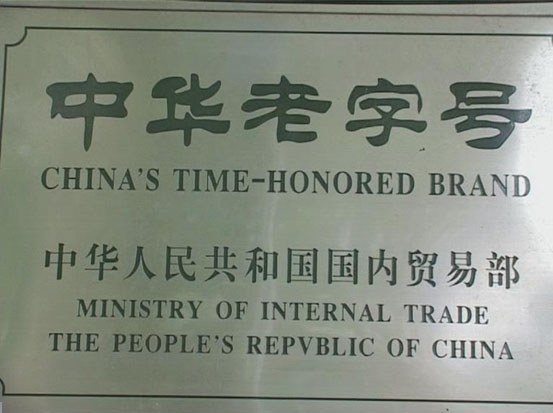 中华老字号
CHINA'S TIME-HONORED BRAND
中华人民共和国国内贸易部
MINISTRY OF INTERNAL TRADE
THE PEOPLE'S REPVBLIC OF CHINA